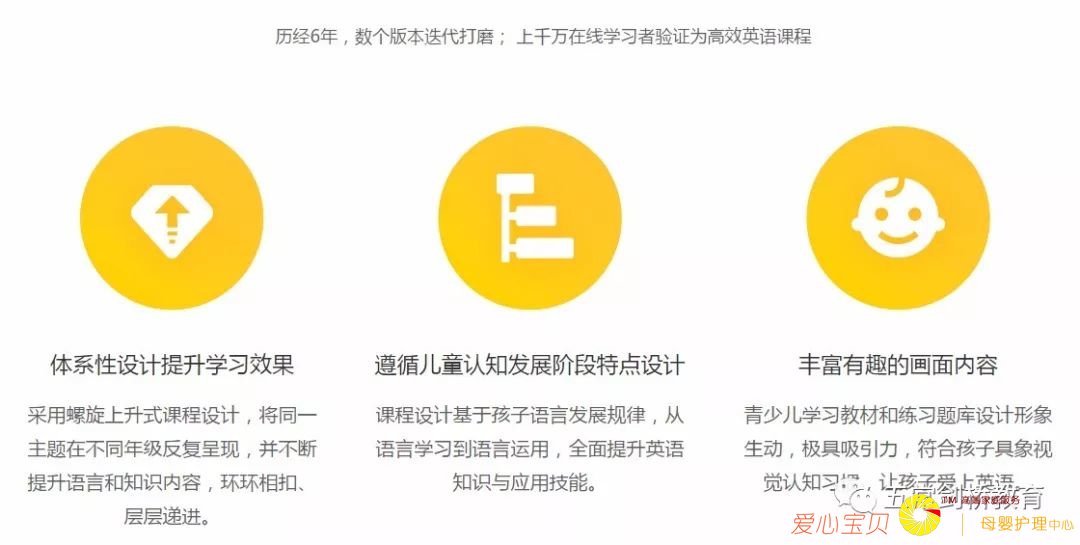 历经6年，数个版本迭代打磨； 上千万在线学习者验证为高效英语课程
体系性设计提升学习效果
采用螺旋上升式课程设计，将同一
主题在不同年级反复呈现，并不断
提升语言和知识内容，环环相扣、
层层递进。
遵循儿童认知发展阶段特点设计
课程设计基于孩子语言发展规律，从
语言学习到语言运用，全面提升英语
知识与应用技能。
丰富有趣的画面内容
青少儿学习教材和练习题库设计形象
生动，极具吸引力，符合孩子具象视
觉认知习惯，让孩子爱上英语。
剑桥教育
爱心宝贝
母婴护理中心